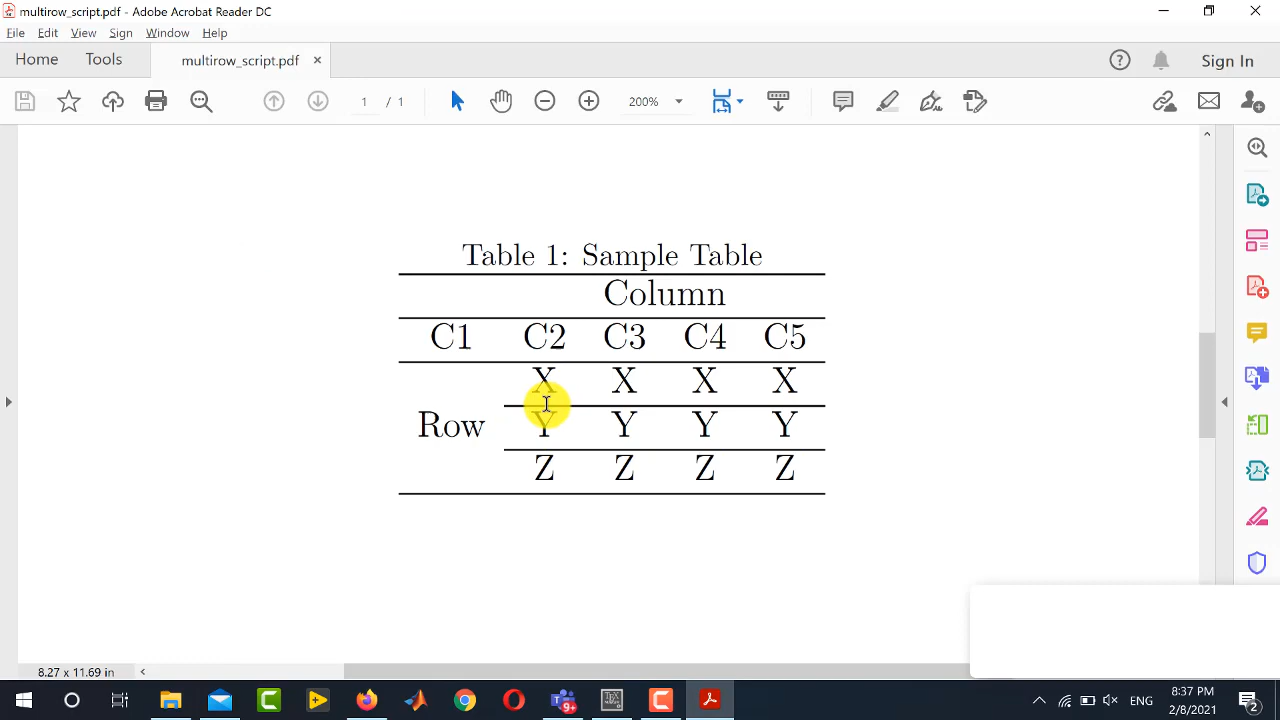 multirow_script.pdf - Adobe Acrobat Reader DC
File Edit View Sign Window Help
Home Tools multirow_script.pdf × Sign In
1 / 1 200%
Table 1: Sample Table
Column
C1 C2 C3 C4 C5
X X X X
Row Y Y Y Y
Z Z Z Z
8.27 x 11.69 in
9+ ENG 8:37 PM
2/8/2021 2